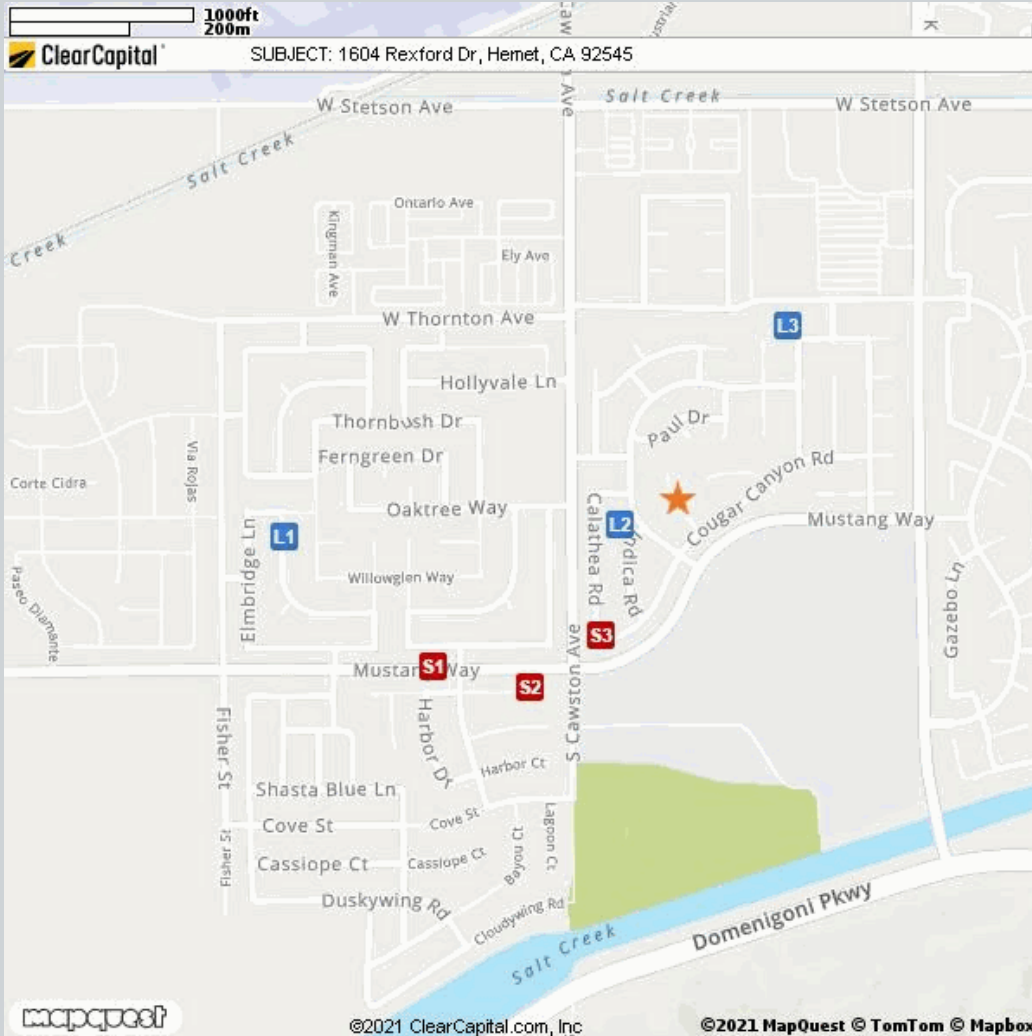 1000ft
200m
ClearCapital
SUBJECT: 1604 Rexford Dr, Hemet, CA 92545
K
Ave
W Stetson Ave
Salt Creek
W Stetson Ave
Salt Creek
Creek
Ontario Ave
Kingman Ave
Ely Ave
W Thornton Ave
L3
Hollyvale Ln
Thornbush Dr
Paul Dr
Ferngreen Dr
Via Rojas
Corte Cidra
Cougar Canyon Rd
Oaktree Way
Calathea Rd
L2
Mustang Way
L1
Elmbridge Ln
Willowglen Way
Paseo Diamante
Gazebo Ln
S3
S1
Mustang Way
S2
S Cawston Ave
Fisher St
Harbor Dr
Harbor Ct
Shasta Blue Ln
Cove St
Cove St
Lagoon Ct
Bayou Ct
Fisher St
Cassiope Ct
Cassiope Ct
Duskywing Rd
Cloudywing Rd
Domenigoni Pkwy
Salt Creek
mapquest
©2021 ClearCapital.com, Inc
©2021 MapQuest © TomTom © Mapbox